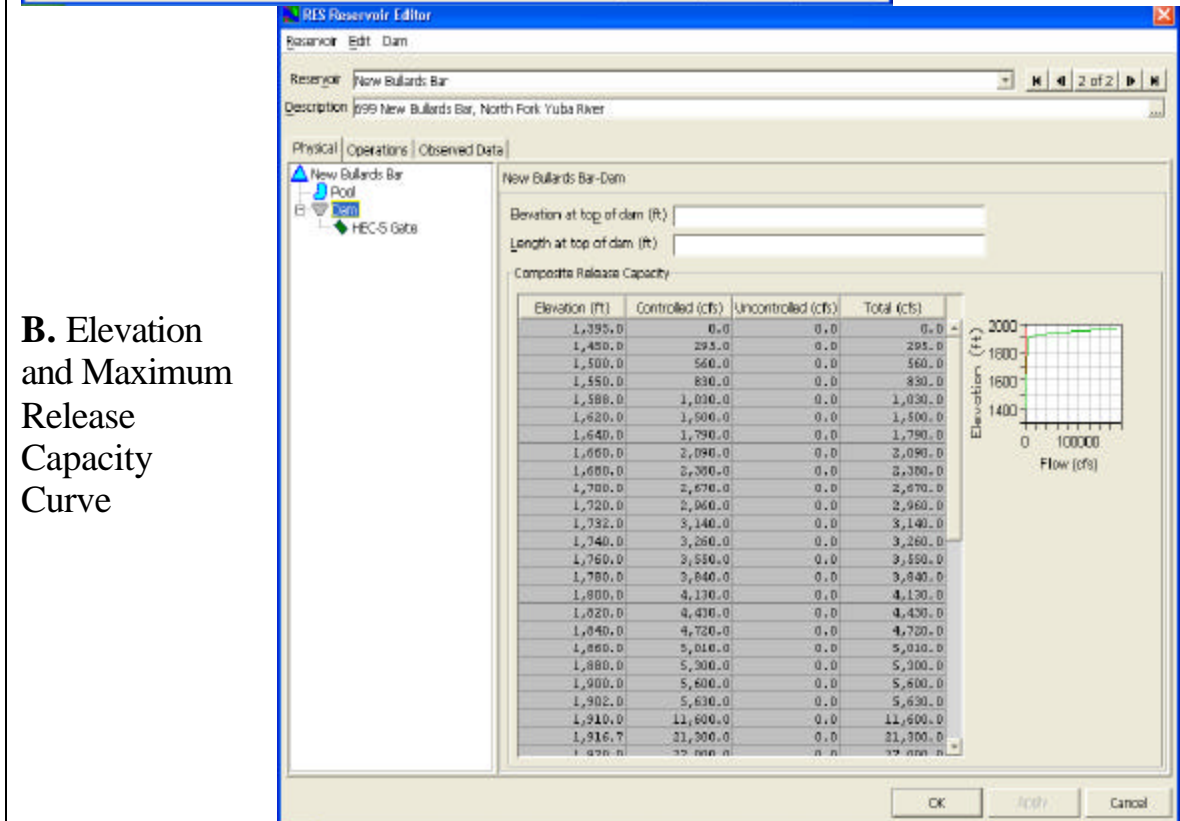 RES Reservoir Editor
Reservoir Edit Dam
Reservoir New Bullards Bar 2 of 2
Description 699 New Bullards Bar, North Fork Yuba River ...
Physical Operations Observed Data
New Bullards Bar
Pool
Dam
HEC-5 Gate
New Bullards Bar-Dam
Elevation at top of dam (ft)
Length at top of dam (ft)
Composite Release Capacity
Elevation (ft) Controlled (cfs) Uncontrolled (cfs) Total (cfs)
1,395.0 0.0 0.0 0.0
1,450.0 295.0 0.0 295.0
1,500.0 560.0 0.0 560.0
1,550.0 830.0 0.0 830.0
1,588.0 1,030.0 0.0 1,030.0
1,620.0 1,500.0 0.0 1,500.0
1,640.0 1,790.0 0.0 1,790.0
1,660.0 2,090.0 0.0 2,090.0
1,680.0 2,380.0 0.0 2,380.0
1,700.0 2,670.0 0.0 2,670.0
1,720.0 2,960.0 0.0 2,960.0
1,732.0 3,140.0 0.0 3,140.0
1,740.0 3,260.0 0.0 3,260.0
1,760.0 3,550.0 0.0 3,550.0
1,780.0 3,840.0 0.0 3,840.0
1,800.0 4,130.0 0.0 4,130.0
1,820.0 4,430.0 0.0 4,430.0
1,840.0 4,720.0 0.0 4,720.0
1,860.0 5,010.0 0.0 5,010.0
1,880.0 5,300.0 0.0 5,300.0
1,900.0 5,600.0 0.0 5,600.0
1,902.0 5,630.0 0.0 5,630.0
1,910.0 11,600.0 0.0 11,600.0
1,916.7 21,300.0 0.0 21,300.0
2000
1800
1600
1400
Elevation (ft)
0 100000
Flow (cfs)
B. Elevation
and Maximum
Release
Capacity
Curve
OK Apply Cancel